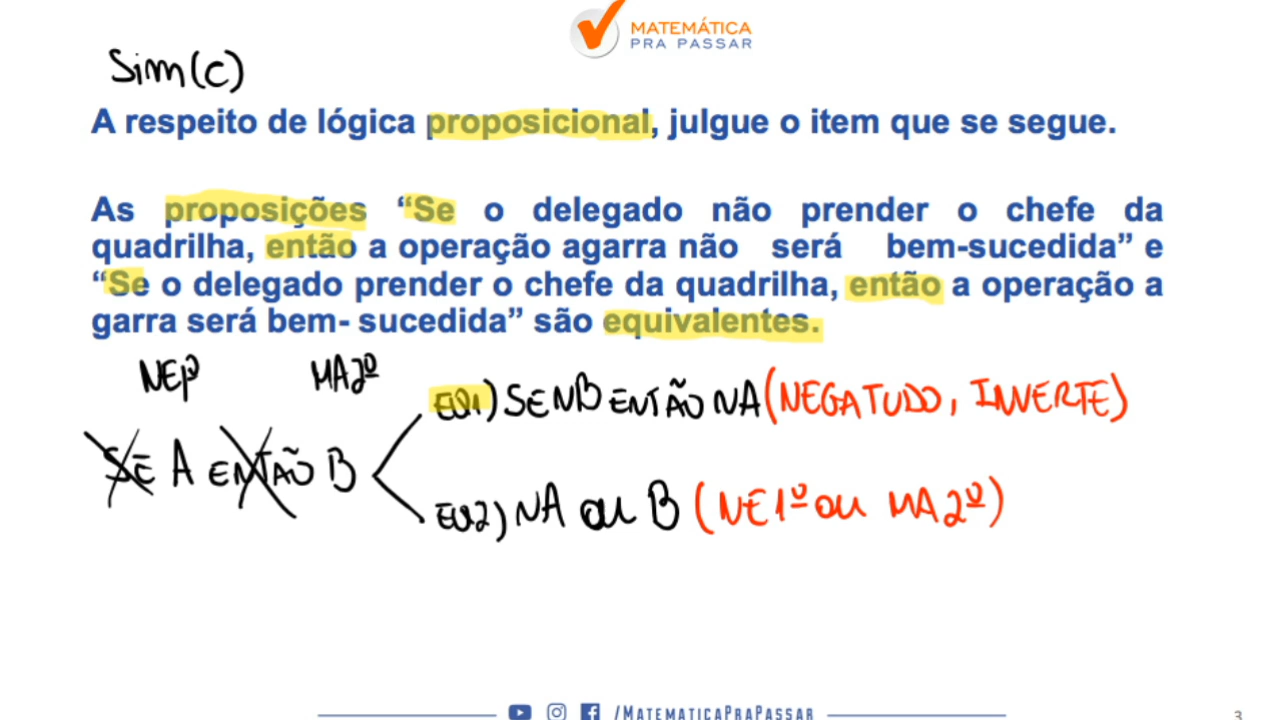 MATEMÁTICA
PRA PASSAR
Sim(c)
A respeito de lógica proposicional, julgue o item que se segue.
As proposições “Se o delegado não prender o chefe da
quadrilha, então a operação agarra não será bem-sucedida” e
“Se o delegado prender o chefe da quadrilha, então a operação a
garra será bem- sucedida” são equivalentes.
NE1º MA2º
SE A ENTÃO B
EQ1) SE NB ENTÃO NA (NEGA TUDO, INVERTE)
EQ2) NA OU B (NE1º OU MA2º)
/MATEMATICAPRAPASSAR
3